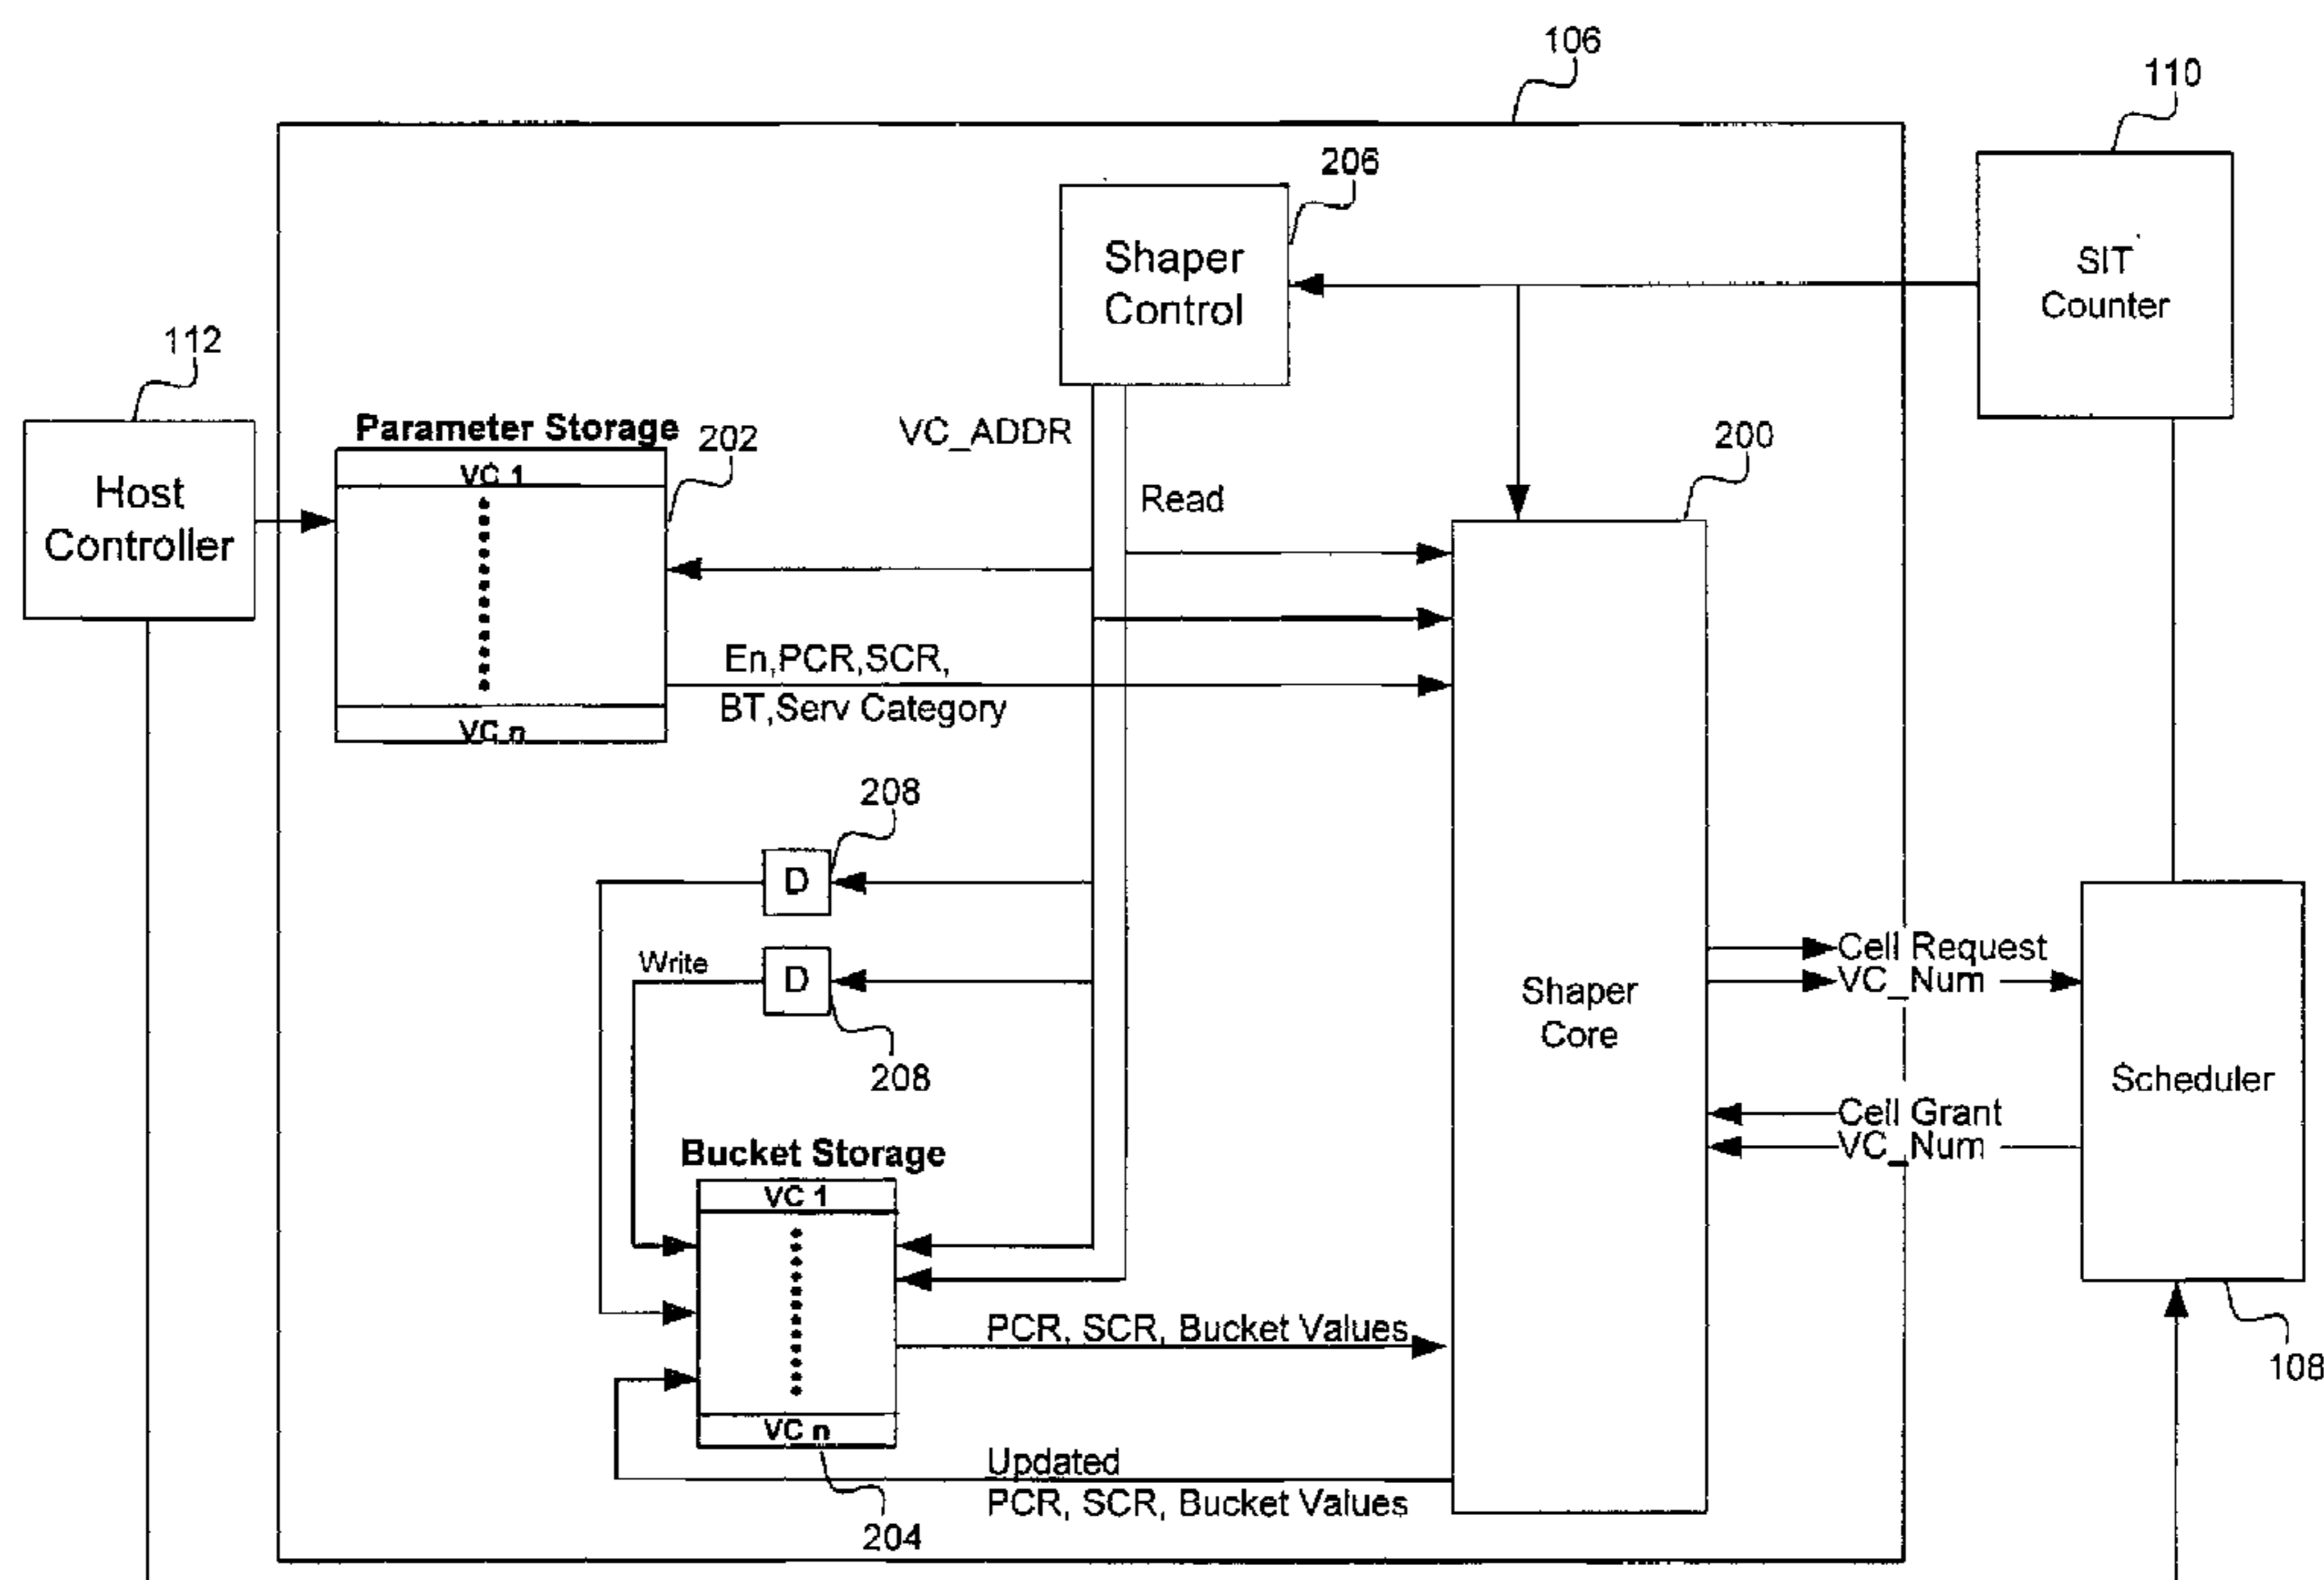 106
110
206
Shaper
Control
SIT
Counter
112
Parameter Storage
202
VC_ADDR
200
VC 1
Host
Controller
Read
En,PCR,SCR,
BT,Serv Category
VC n
208
D
Write
D
208
Cell Request
VC_Num
Shaper
Core
Scheduler
Cell Grant
VC_Num
Bucket Storage
VC 1
PCR, SCR, Bucket Values
108
VC n
Updated
PCR, SCR, Bucket Values
204